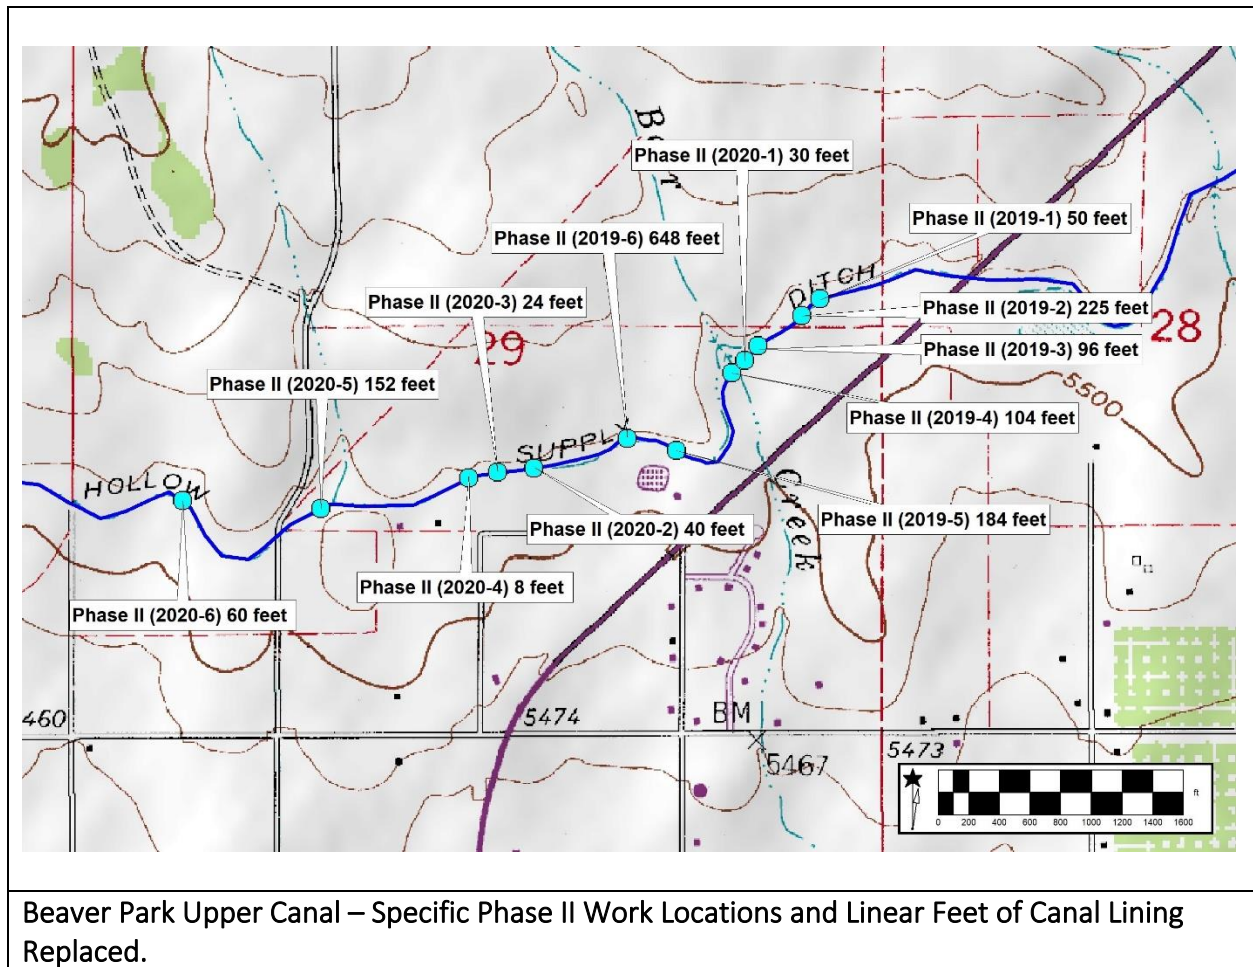 Phase II (2020-1) 30 feet
Phase II (2019-1) 50 feet
Phase II (2019-6) 648 feet
DITCH
Phase II (2020-3) 24 feet
Phase II (2019-2) 225 feet
28
29
Phase II (2019-3) 96 feet
Phase II (2020-5) 152 feet
5500
Phase II (2019-4) 104 feet
SUPPLY
HOLLOW
Creek
Phase II (2019-5) 184 feet
Phase II (2020-2) 40 feet
Phase II (2020-4) 8 feet
Phase II (2020-6) 60 feet
460
5474
BM
5473
5467
ft
0 200 400 600 800 1000 1200 1400 1600
Beaver Park Upper Canal – Specific Phase II Work Locations and Linear Feet of Canal Lining
Replaced.